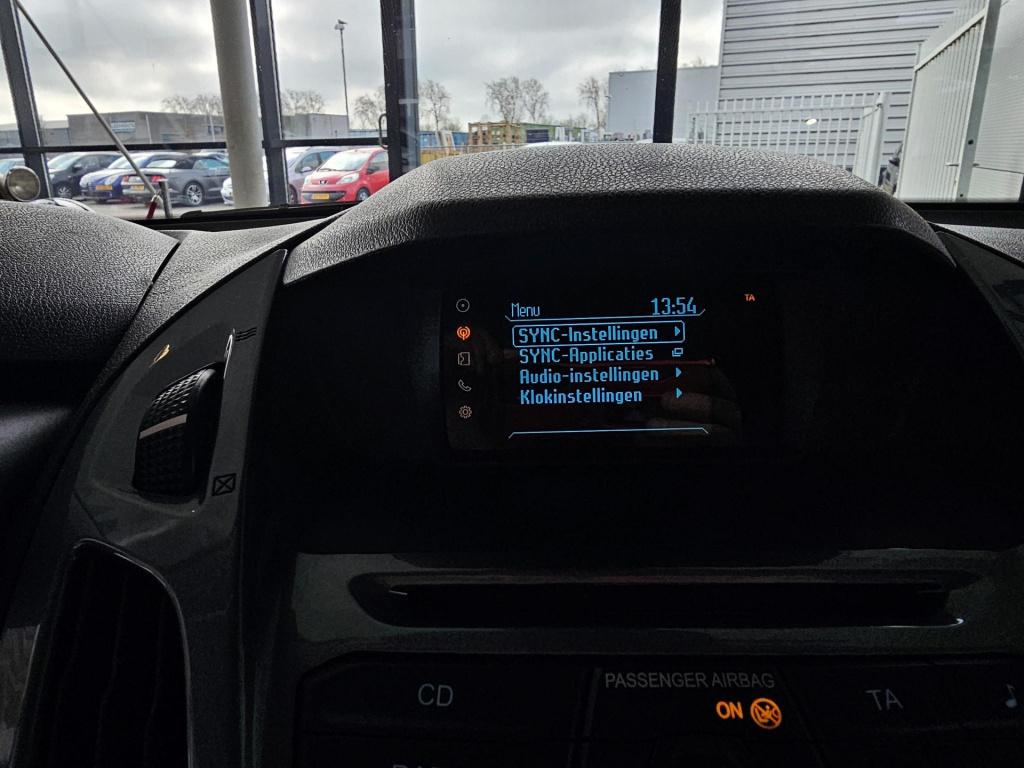 Menu 13:54
TA
SYNC-Instellingen
SYNC-Applicaties
Audio-instellingen
Klokinstellingen
PASSENGER AIRBAG
CD
ON
TA